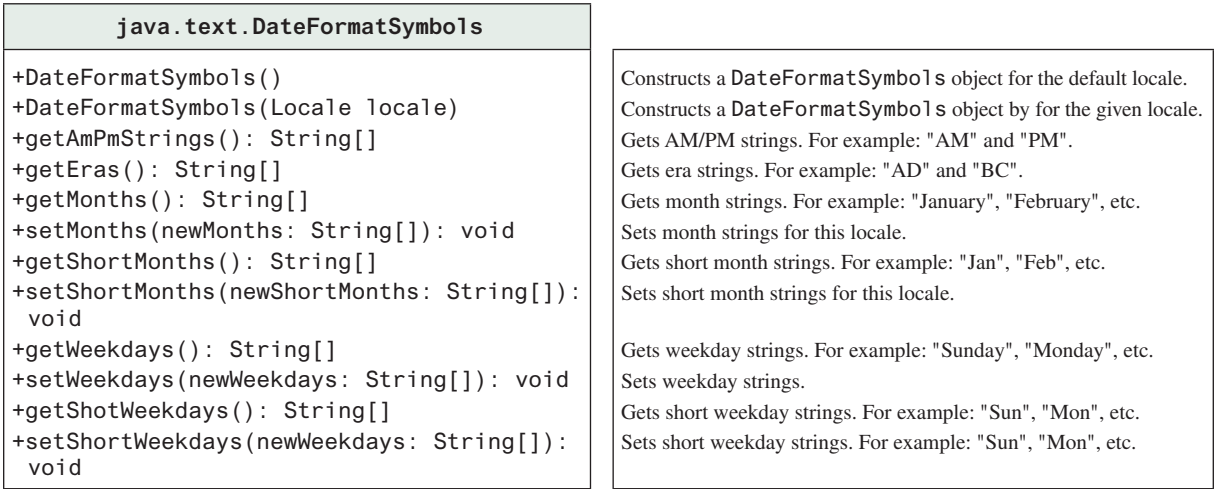 java.text.DateFormatSymbols
+DateFormatSymbols()
+DateFormatSymbols(Locale locale)
+getAmPmStrings(): String[]
+getEras(): String[]
+getMonths(): String[]
+setMonths(newMonths: String[]): void
+getShortMonths(): String[]
+setShortMonths(newShortMonths: String[]):
void
+getWeekdays(): String[]
+setWeekdays(newWeekdays: String[]): void
+getShotWeekdays(): String[]
+setShortWeekdays(newWeekdays: String[]):
void
Constructs a DateFormatSymbols object for the default locale.
Constructs a DateFormatSymbols object by for the given locale.
Gets AM/PM strings. For example: "AM" and "PM".
Gets era strings. For example: "AD" and "BC".
Gets month strings. For example: "January", "February", etc.
Sets month strings for this locale.
Gets short month strings. For example: "Jan", "Feb", etc.
Sets short month strings for this locale.
Gets weekday strings. For example: "Sunday", "Monday", etc.
Sets weekday strings.
Gets short weekday strings. For example: "Sun", "Mon", etc.
Sets short weekday strings. For example: "Sun", "Mon", etc.